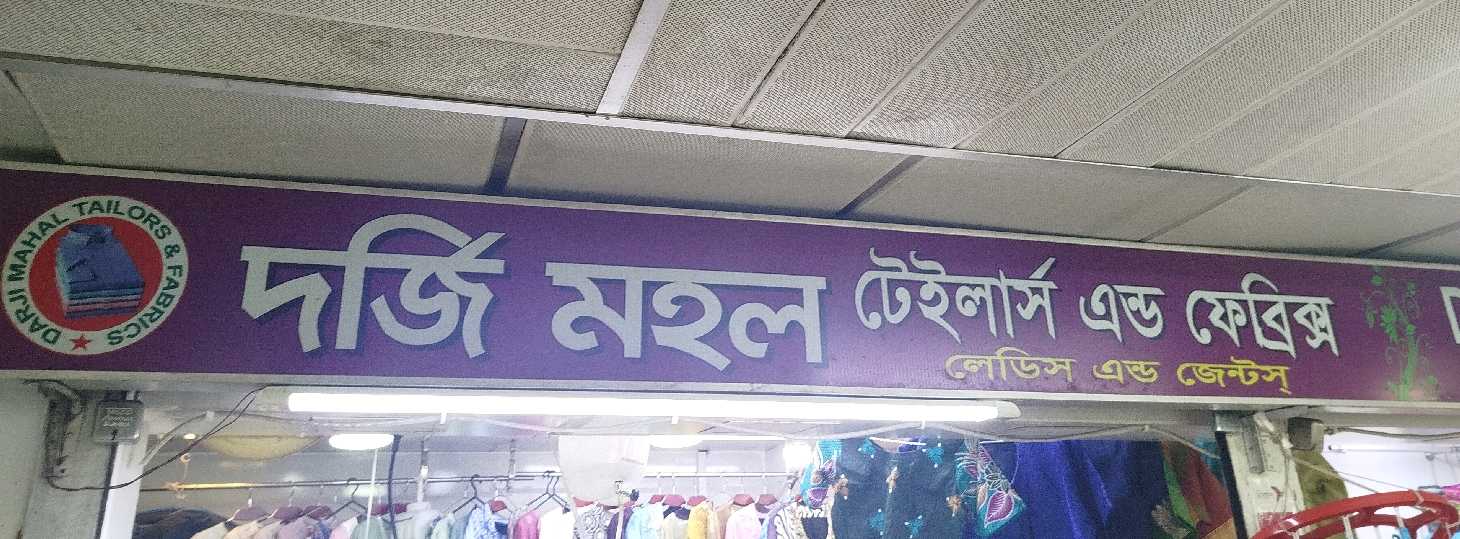 DARJI MAHAL TAILORS & FABRICS
দর্জি মহল টেইলার্স এন্ড ফেব্রিক্স
লেডিস এন্ড জেন্টস্